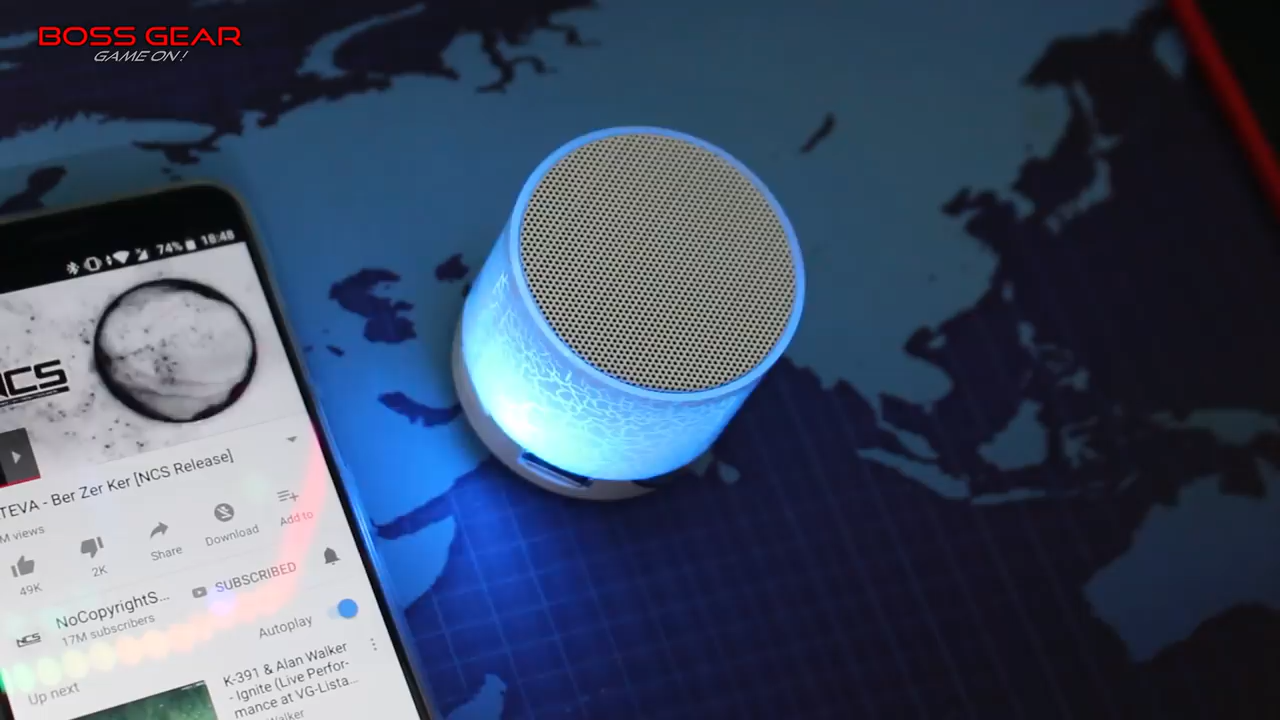 BOSS GEAR
GAME ON!
74% 18:48
NCS
TEVA - Ber Zer Ker [NCS Release]
M views
49K
2K
Share
Download
Add to
NoCopyrightS...
17M subscribers
SUBSCRIBED
Autoplay
Up next
K-391 & Alan Walker
- Ignite (Live Perfor-
mance at VG-Lista...
Walker